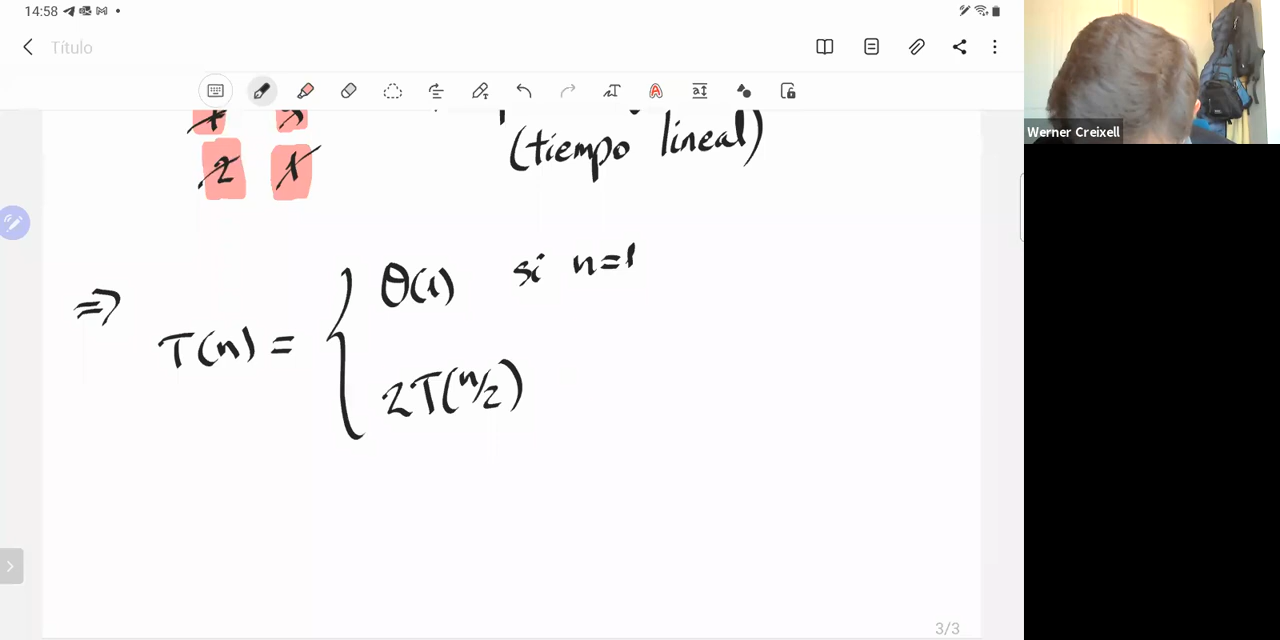 14:58
Título
Werner Creixell
2 1
(tiempo lineal)
⇒ T(n) = {
Θ(1) si n=1
2T(n/2)
3/3